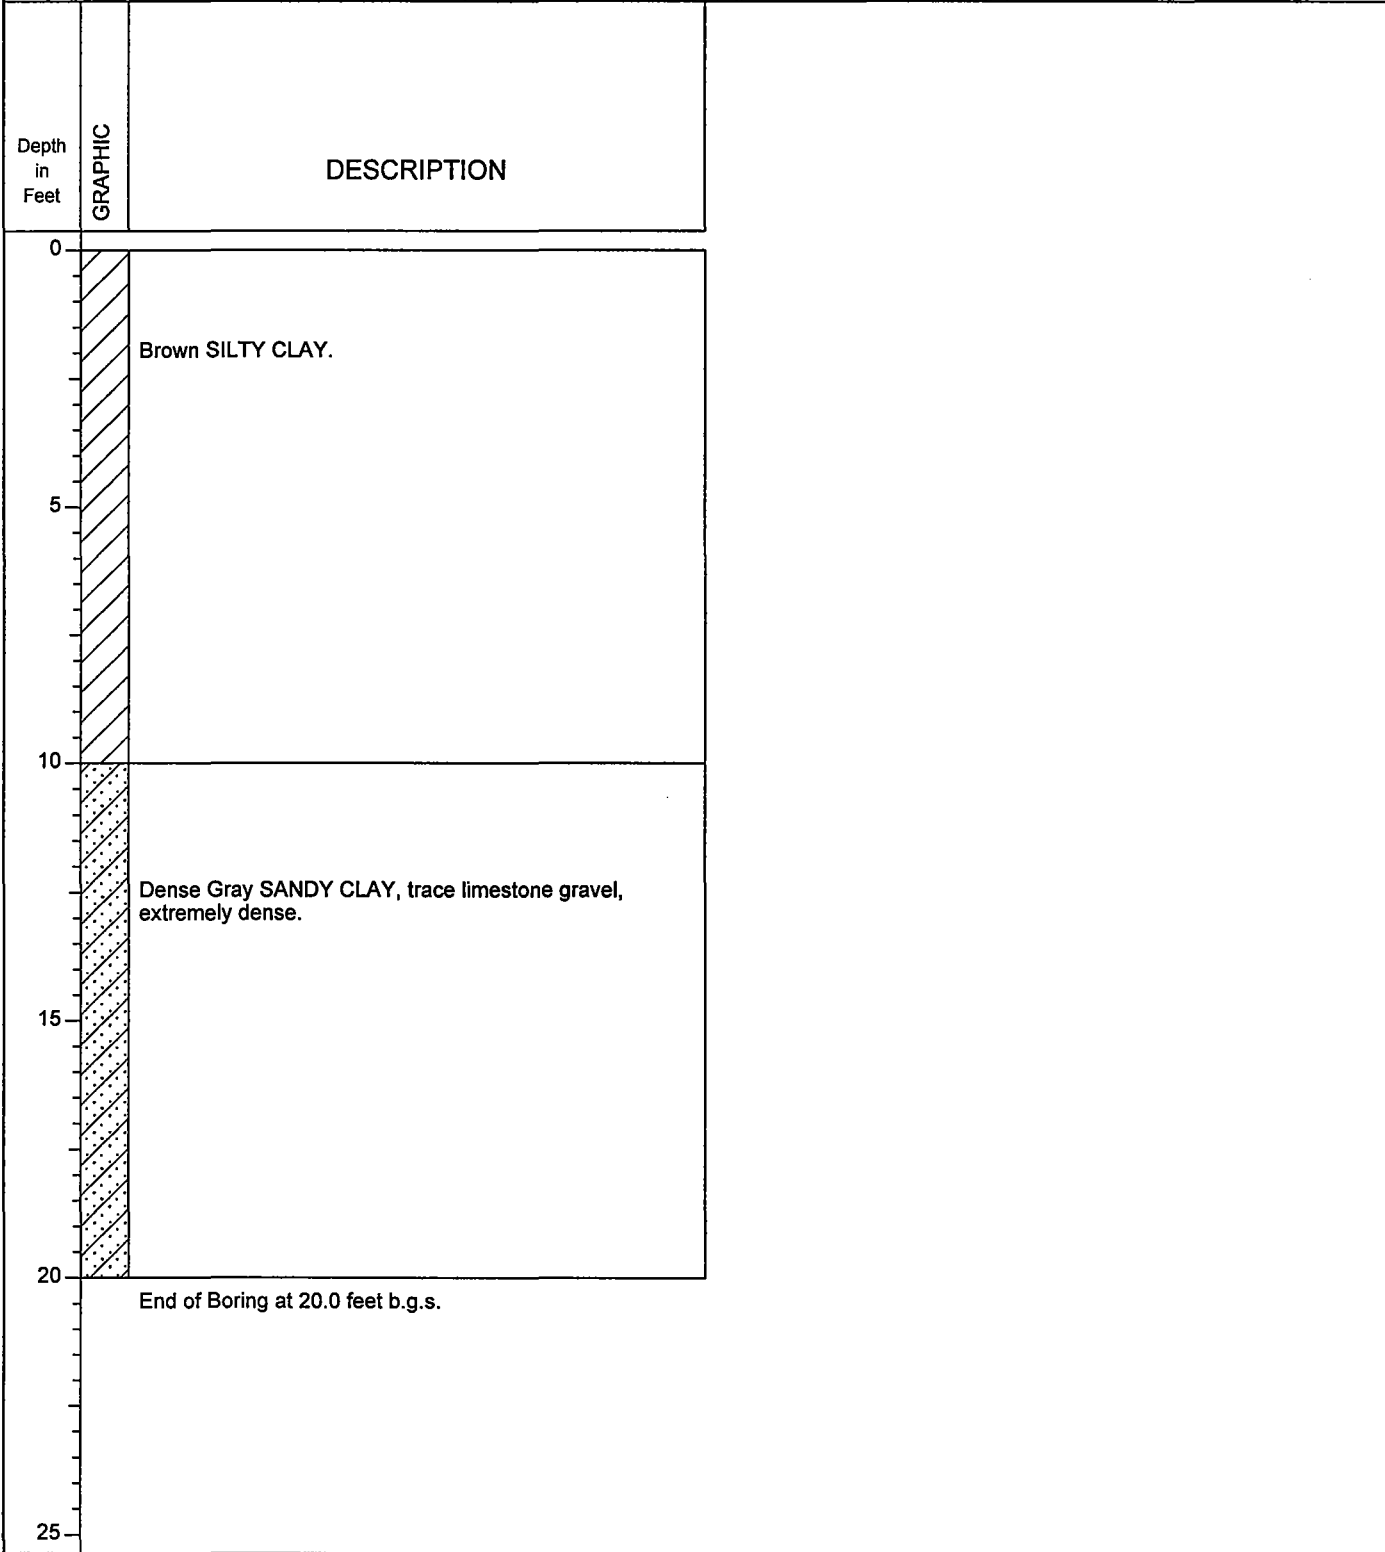 Depth
in
Feet
GRAPHIC
DESCRIPTION
0
Brown SILTY CLAY.
5
10
Dense Gray SANDY CLAY, trace limestone gravel,
extremely dense.
15
20
End of Boring at 20.0 feet b.g.s.
25